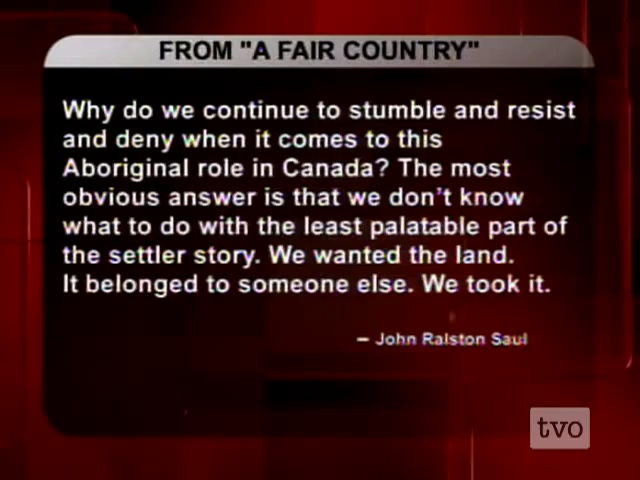 FROM "A FAIR COUNTRY"
Why do we continue to stumble and resist
and deny when it comes to this
Aboriginal role in Canada? The most
obvious answer is that we don't know
what to do with the least palatable part of
the settler story. We wanted the land.
It belonged to someone else. We took it.
– John Ralston Saul
tvo